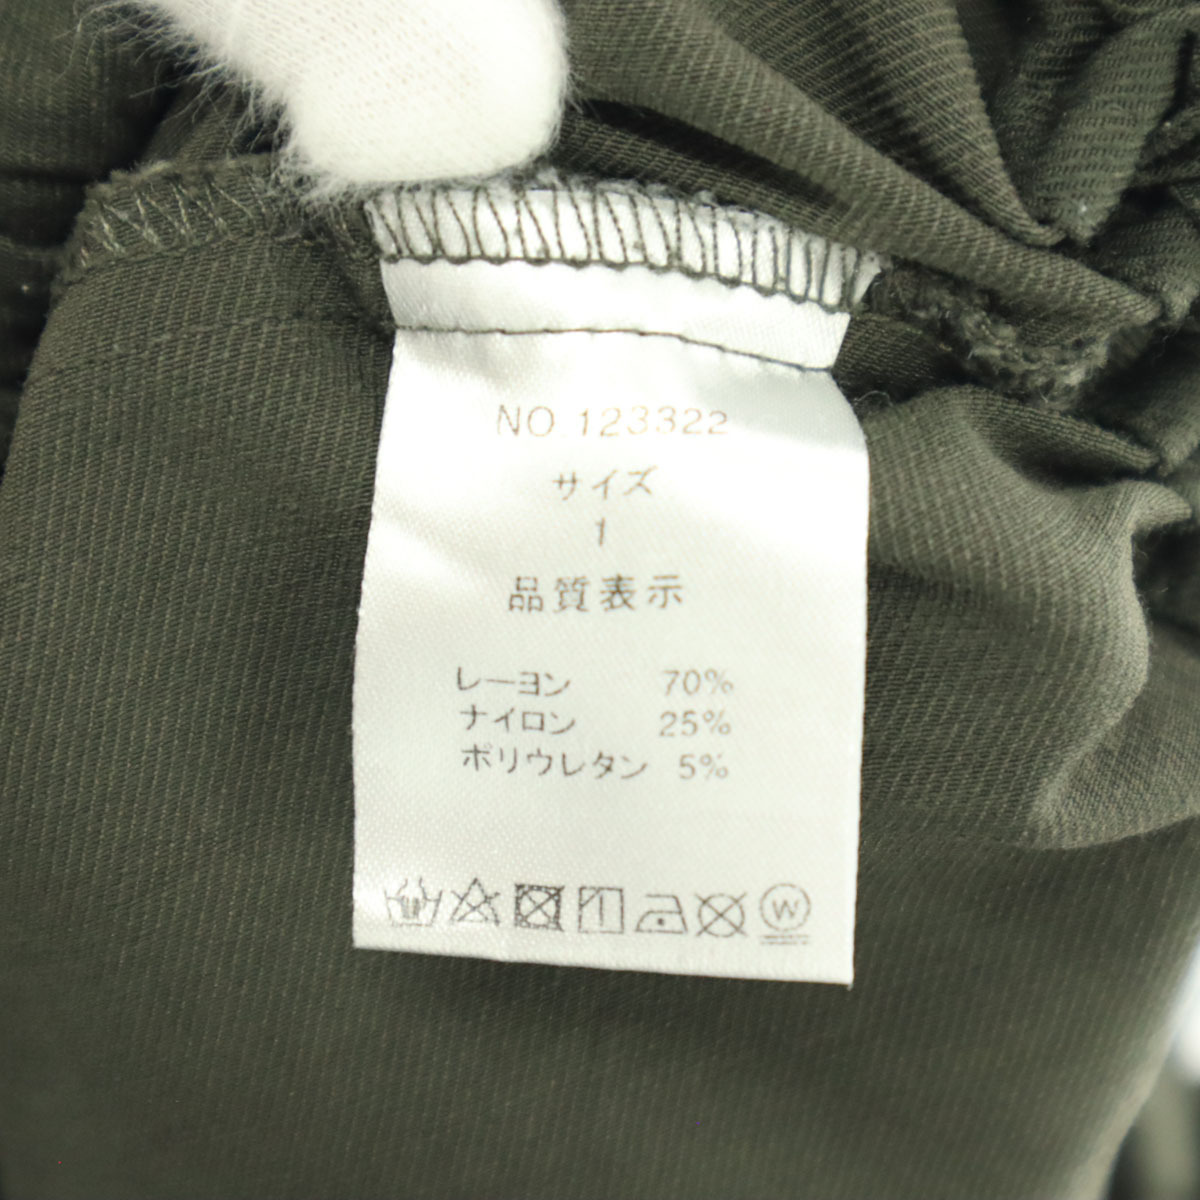 NO.123322
サイズ
1
品質表示
レーヨン 70%
ナイロン 25%
ポリウレタン 5%
W